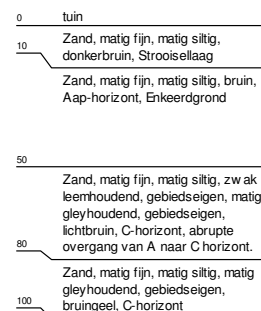 0 tuin
Zand, matig fijn, matig siltig,
10 donkerbruin, Strooisellaag
Zand, matig fijn, matig siltig, bruin,
Aap-horizont, Enkeerdgrond
50
Zand, matig fijn, matig siltig, zwak
leemhoudend, gebiedseigen, matig
gleyhoudend, gebiedseigen,
lichtbruin, C-horizont, abrupte
80 overgang van A naar C horizont.
Zand, matig fijn, matig siltig, matig
gleyhoudend, gebiedseigen,
100 bruingeel, C-horizont